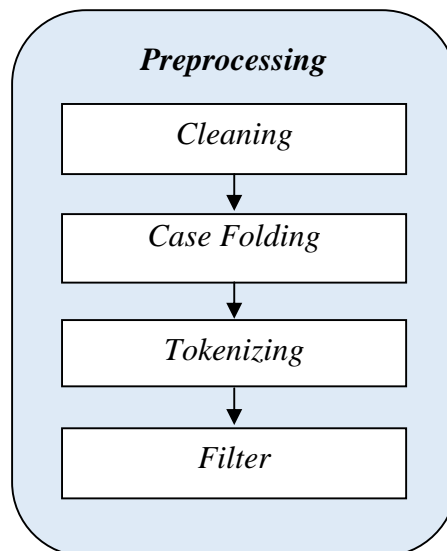 Preprocessing
Cleaning
Case Folding
Tokenizing
Filter